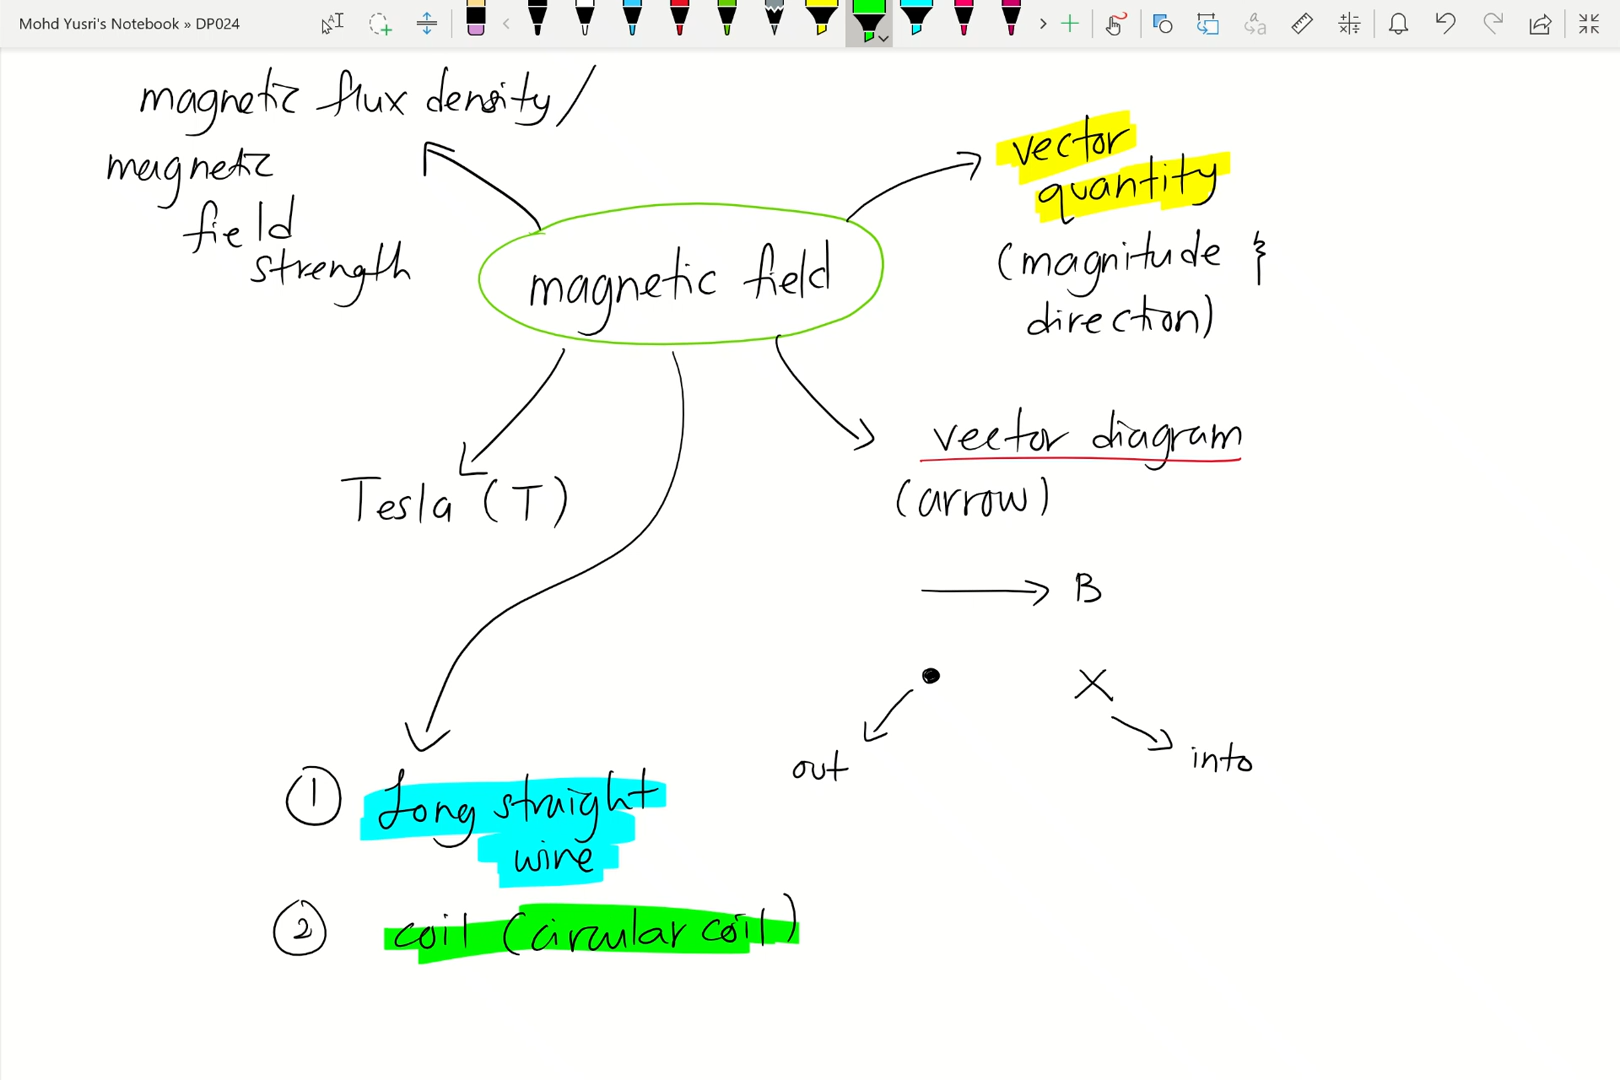 Mohd Yusri's Notebook » DP024
magnetic flux density/
magnetic
field
strength
magnetic field
vector
quantity
(magnitude &
direction)
Tesla (T)
vector diagram
(arrow)
B
X
out
into
1 Long straight
wire
2 coil (circular coil)